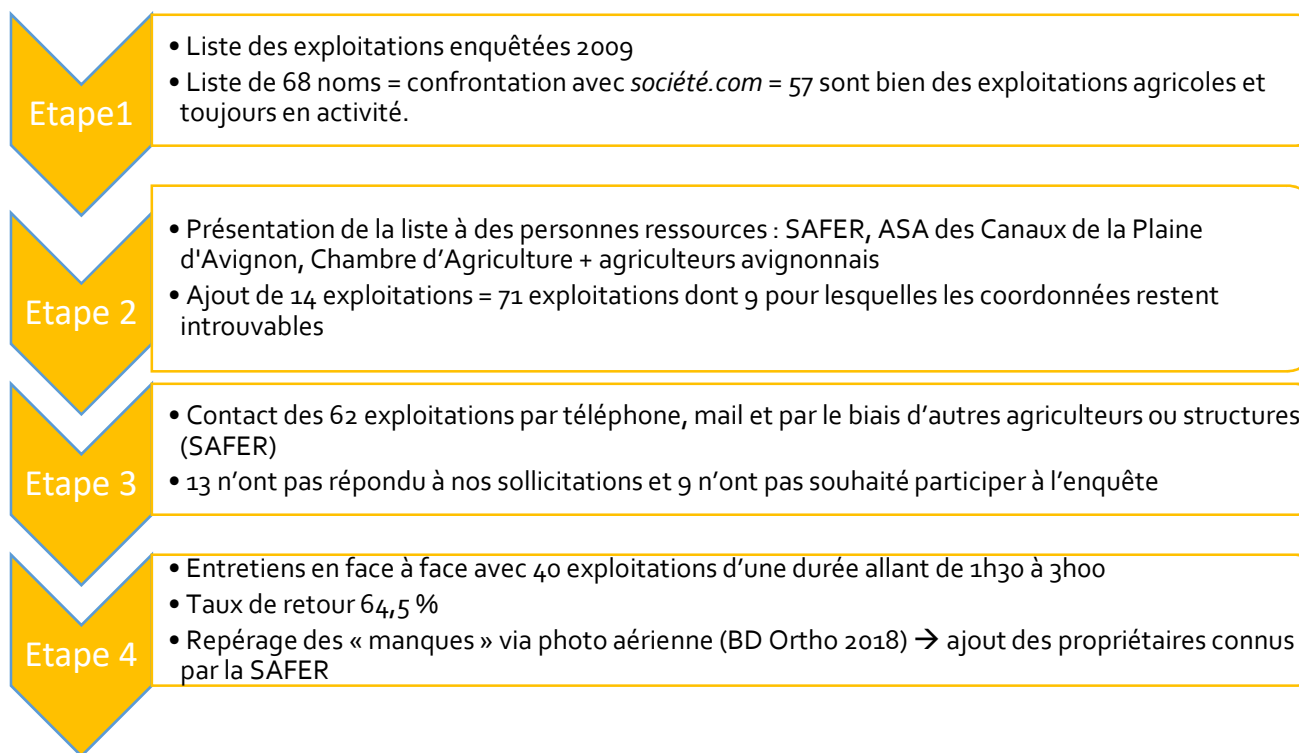 Etape1
• Liste des exploitations enquêtées 2009
• Liste de 68 noms = confrontation avec société.com = 57 sont bien des exploitations agricoles et
toujours en activité.
Etape 2
• Présentation de la liste à des personnes ressources : SAFER, ASA des Canaux de la Plaine
d'Avignon, Chambre d’Agriculture + agriculteurs avignonnais
• Ajout de 14 exploitations = 71 exploitations dont 9 pour lesquelles les coordonnées restent
introuvables
Etape 3
• Contact des 62 exploitations par téléphone, mail et par le biais d’autres agriculteurs ou structures
(SAFER)
• 13 n’ont pas répondu à nos sollicitations et 9 n’ont pas souhaité participer à l’enquête
Etape 4
• Entretiens en face à face avec 40 exploitations d’une durée allant de 1h30 à 3h00
• Taux de retour 64,5 %
• Repérage des « manques » via photo aérienne (BD Ortho 2018) → ajout des propriétaires connus
par la SAFER